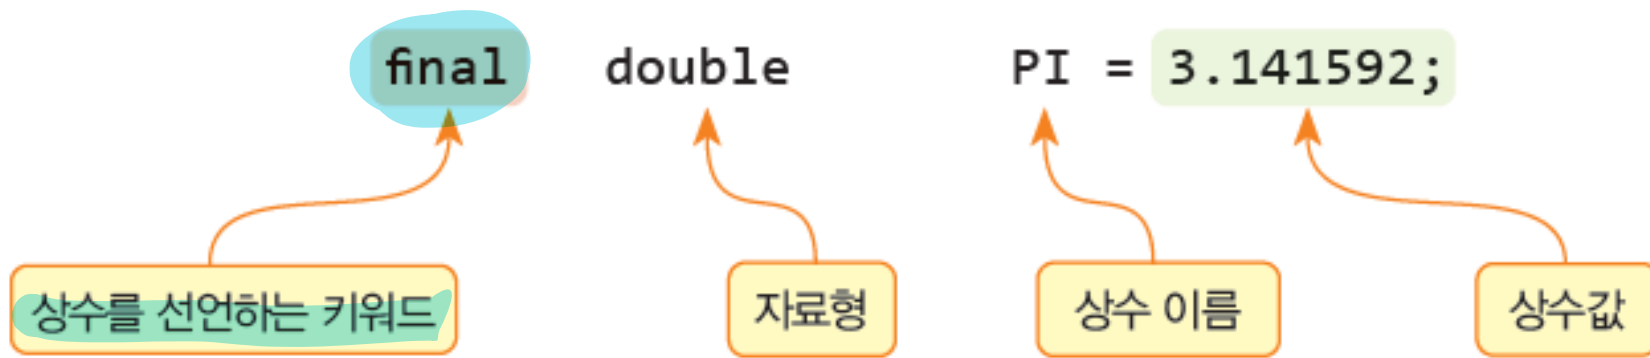 final double PI = 3.141592;
상수를 선언하는 키워드 자료형 상수 이름 상수값